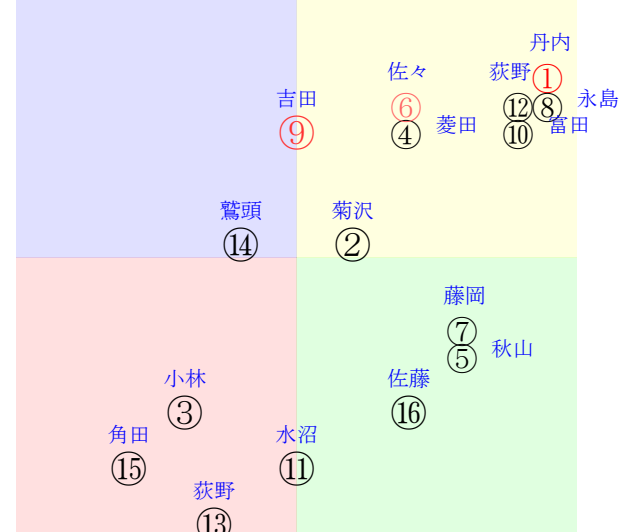 丹内
佐々 荻野 ①
吉田 ⑥ ⑫ ⑧ 永島
⑨ ④ 菱田 ⑩ 富田
鷲頭 菊沢
⑭ ②
藤岡
⑦
⑤ 秋山
小林 佐藤
③ ⑯
角田 水沼
⑮ ⑪
荻野
⑬